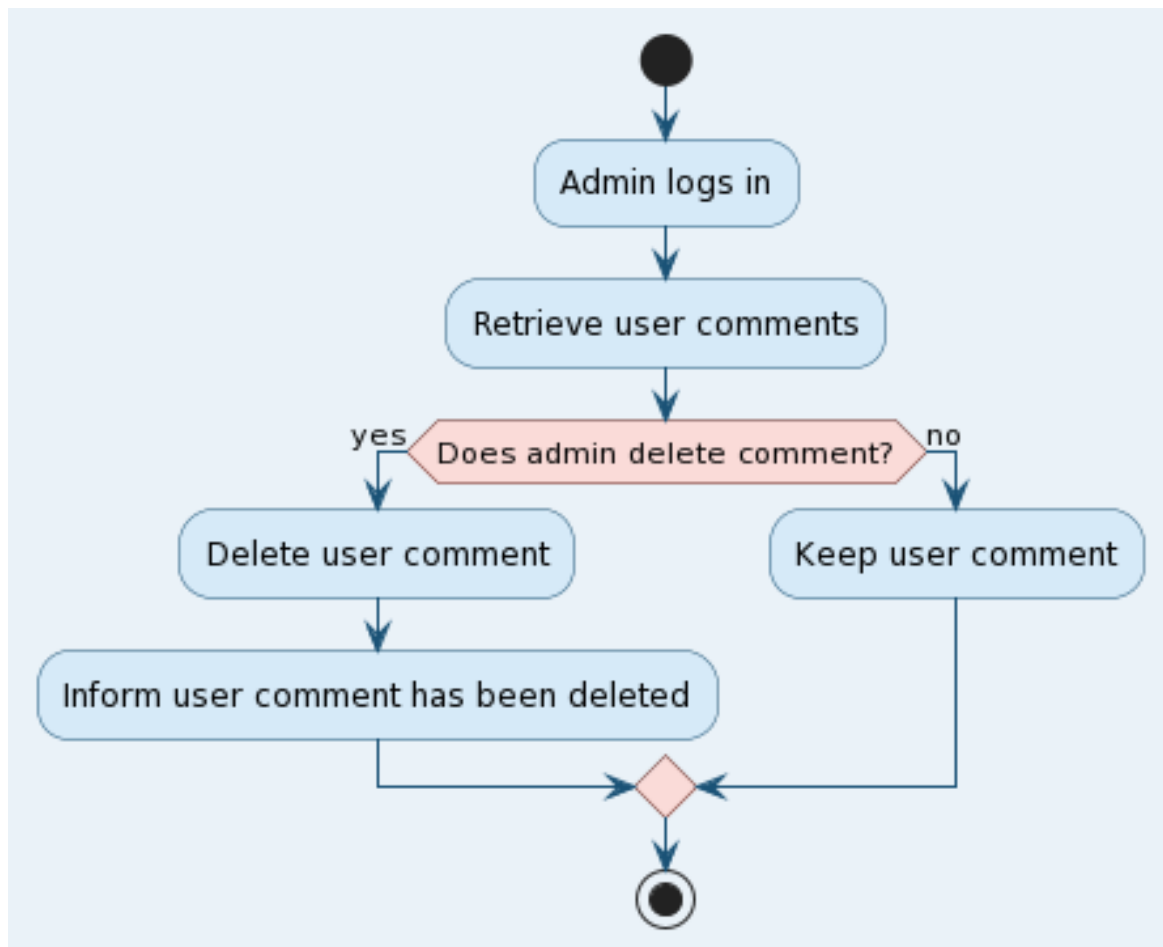 Admin logs in
Retrieve user comments
yes
Does admin delete comment?
no
Delete user comment
Keep user comment
Inform user comment has been deleted